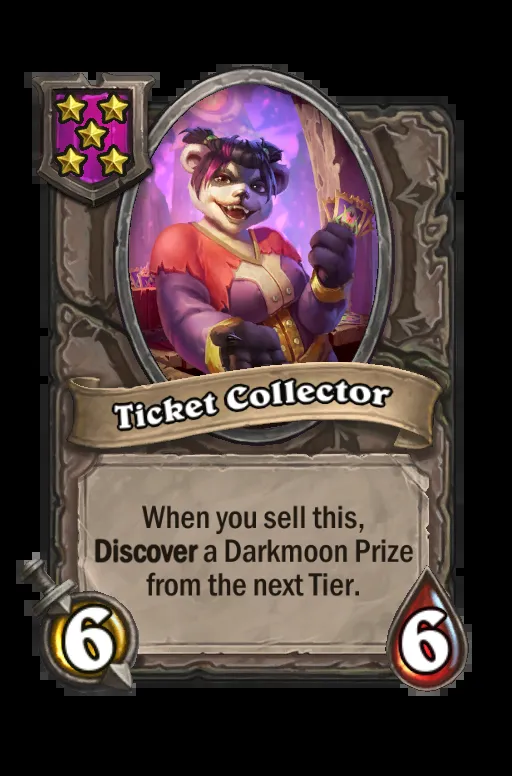 Ticket Collector
When you sell this,
Discover a Darkmoon Prize
from the next Tier.
6
6